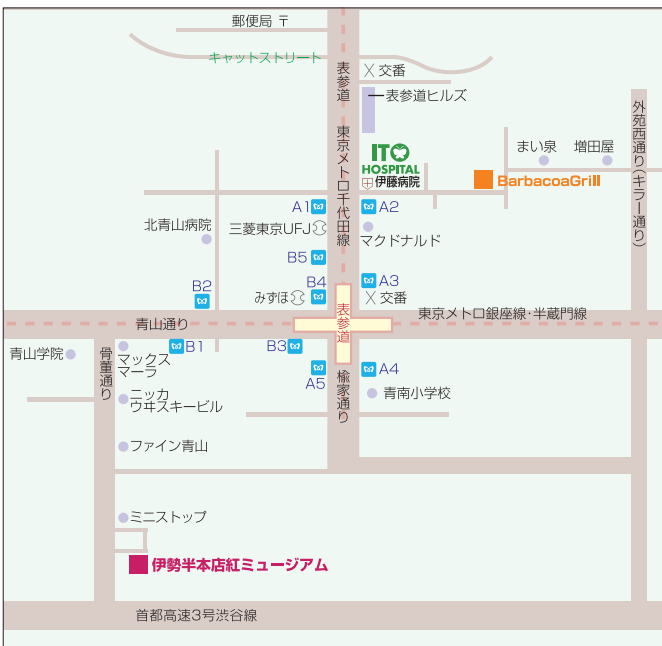 郵便局 〒
キャットストリート
交番
表参道
表参道ヒルズ
東京メトロ千代田線
外苑西通り(キラー通り)
ITO
HOSPITAL
伊藤病院
まい泉
増田屋
BarbacoaGrill
A1
A2
北青山病院
三菱東京UFJ
マクドナルド
B5
B4
A3
B2
みずほ
交番
表参道
東京メトロ銀座線・半蔵門線
青山通り
青山学院
骨董通り
マックス
マーラ
B1
B3
A5
A4
楡家通り
ニッカ
ウヰスキービル
青南小学校
ファイン青山
ミニストップ
伊勢半本店紅ミュージアム
首都高速3号渋谷線